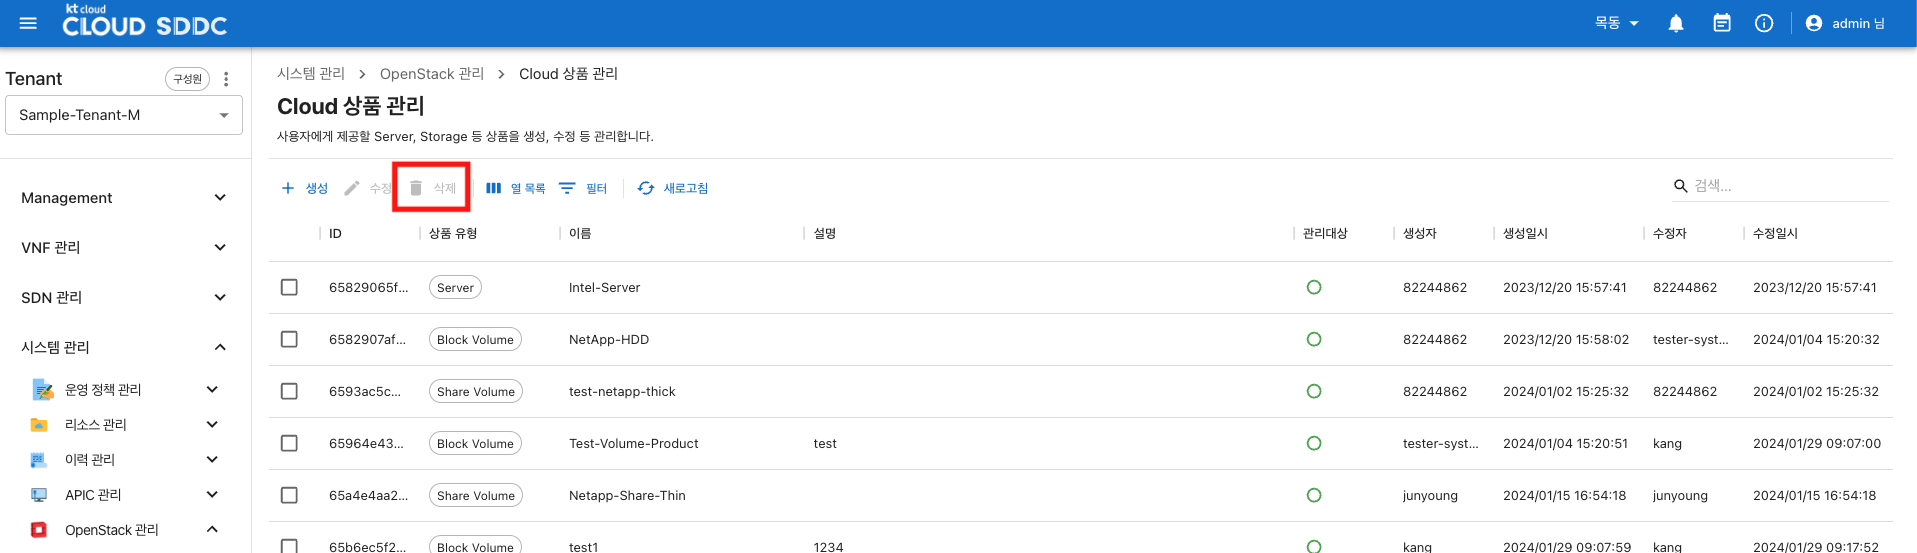 kt cloud
CLOUD SDDC
목동
admin 님
Tenant
구성원
Sample-Tenant-M
Management
VNF 관리
SDN 관리
시스템 관리
운영 정책 관리
리소스 관리
이력 관리
APIC 관리
OpenStack 관리
시스템 관리 > OpenStack 관리 > Cloud 상품 관리
Cloud 상품 관리
사용자에게 제공할 Server, Storage 등 상품을 생성, 수정 등 관리합니다.
생성 수정 삭제 열 목록 필터 새로고침 검색...
ID 상품 유형 이름 설명 관리대상 생성자 생성일시 수정자 수정일시
65829065f... Server Intel-Server 82244862 2023/12/20 15:57:41 82244862 2023/12/20 15:57:41
6582907af... Block Volume NetApp-HDD 82244862 2023/12/20 15:58:02 tester-syst... 2024/01/04 15:20:32
6593ac5c... Share Volume test-netapp-thick 82244862 2024/01/02 15:25:32 82244862 2024/01/02 15:25:32
65964e43... Block Volume Test-Volume-Product test tester-syst... 2024/01/04 15:20:51 kang 2024/01/29 09:07:00
65a4e4aa2... Share Volume Netapp-Share-Thin junyoung 2024/01/15 16:54:18 junyoung 2024/01/15 16:54:18
65b6ec5f2... Block Volume test1 1234 kang 2024/01/29 09:07:59 kang 2024/01/29 09:17:52